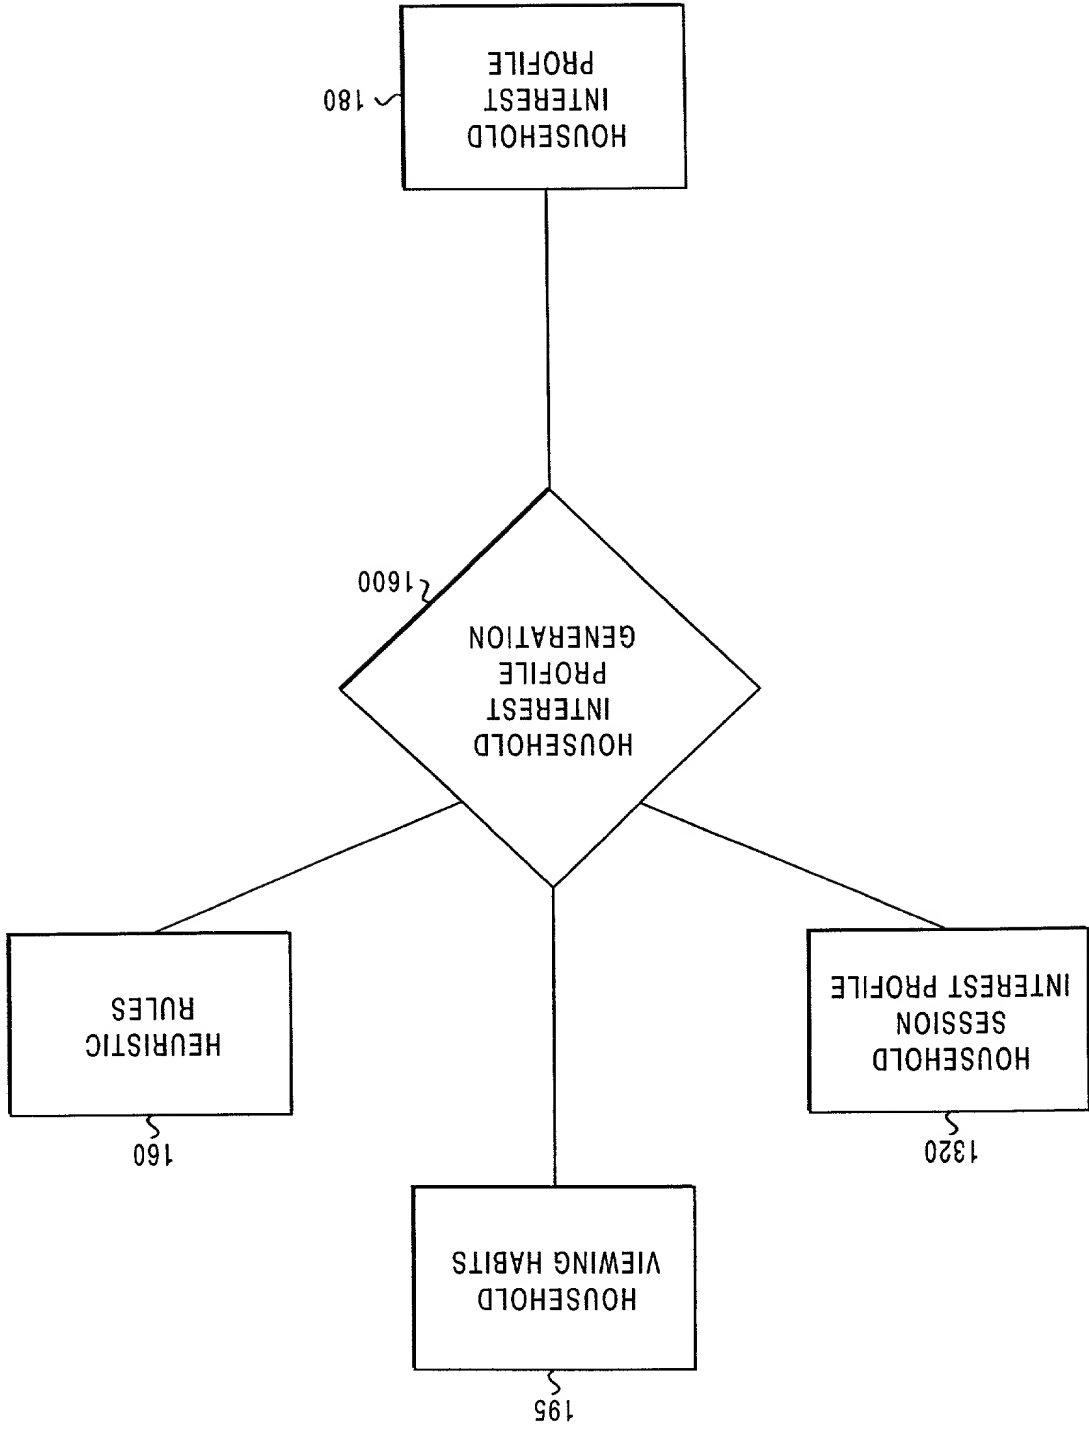 195
HOUSEHOLD
VIEWING HABITS
1320
HOUSEHOLD
SESSION
INTEREST PROFILE
160
HEURISTIC
RULES
HOUSEHOLD
INTEREST
PROFILE
GENERATION
1600
HOUSEHOLD
INTEREST
PROFILE
180